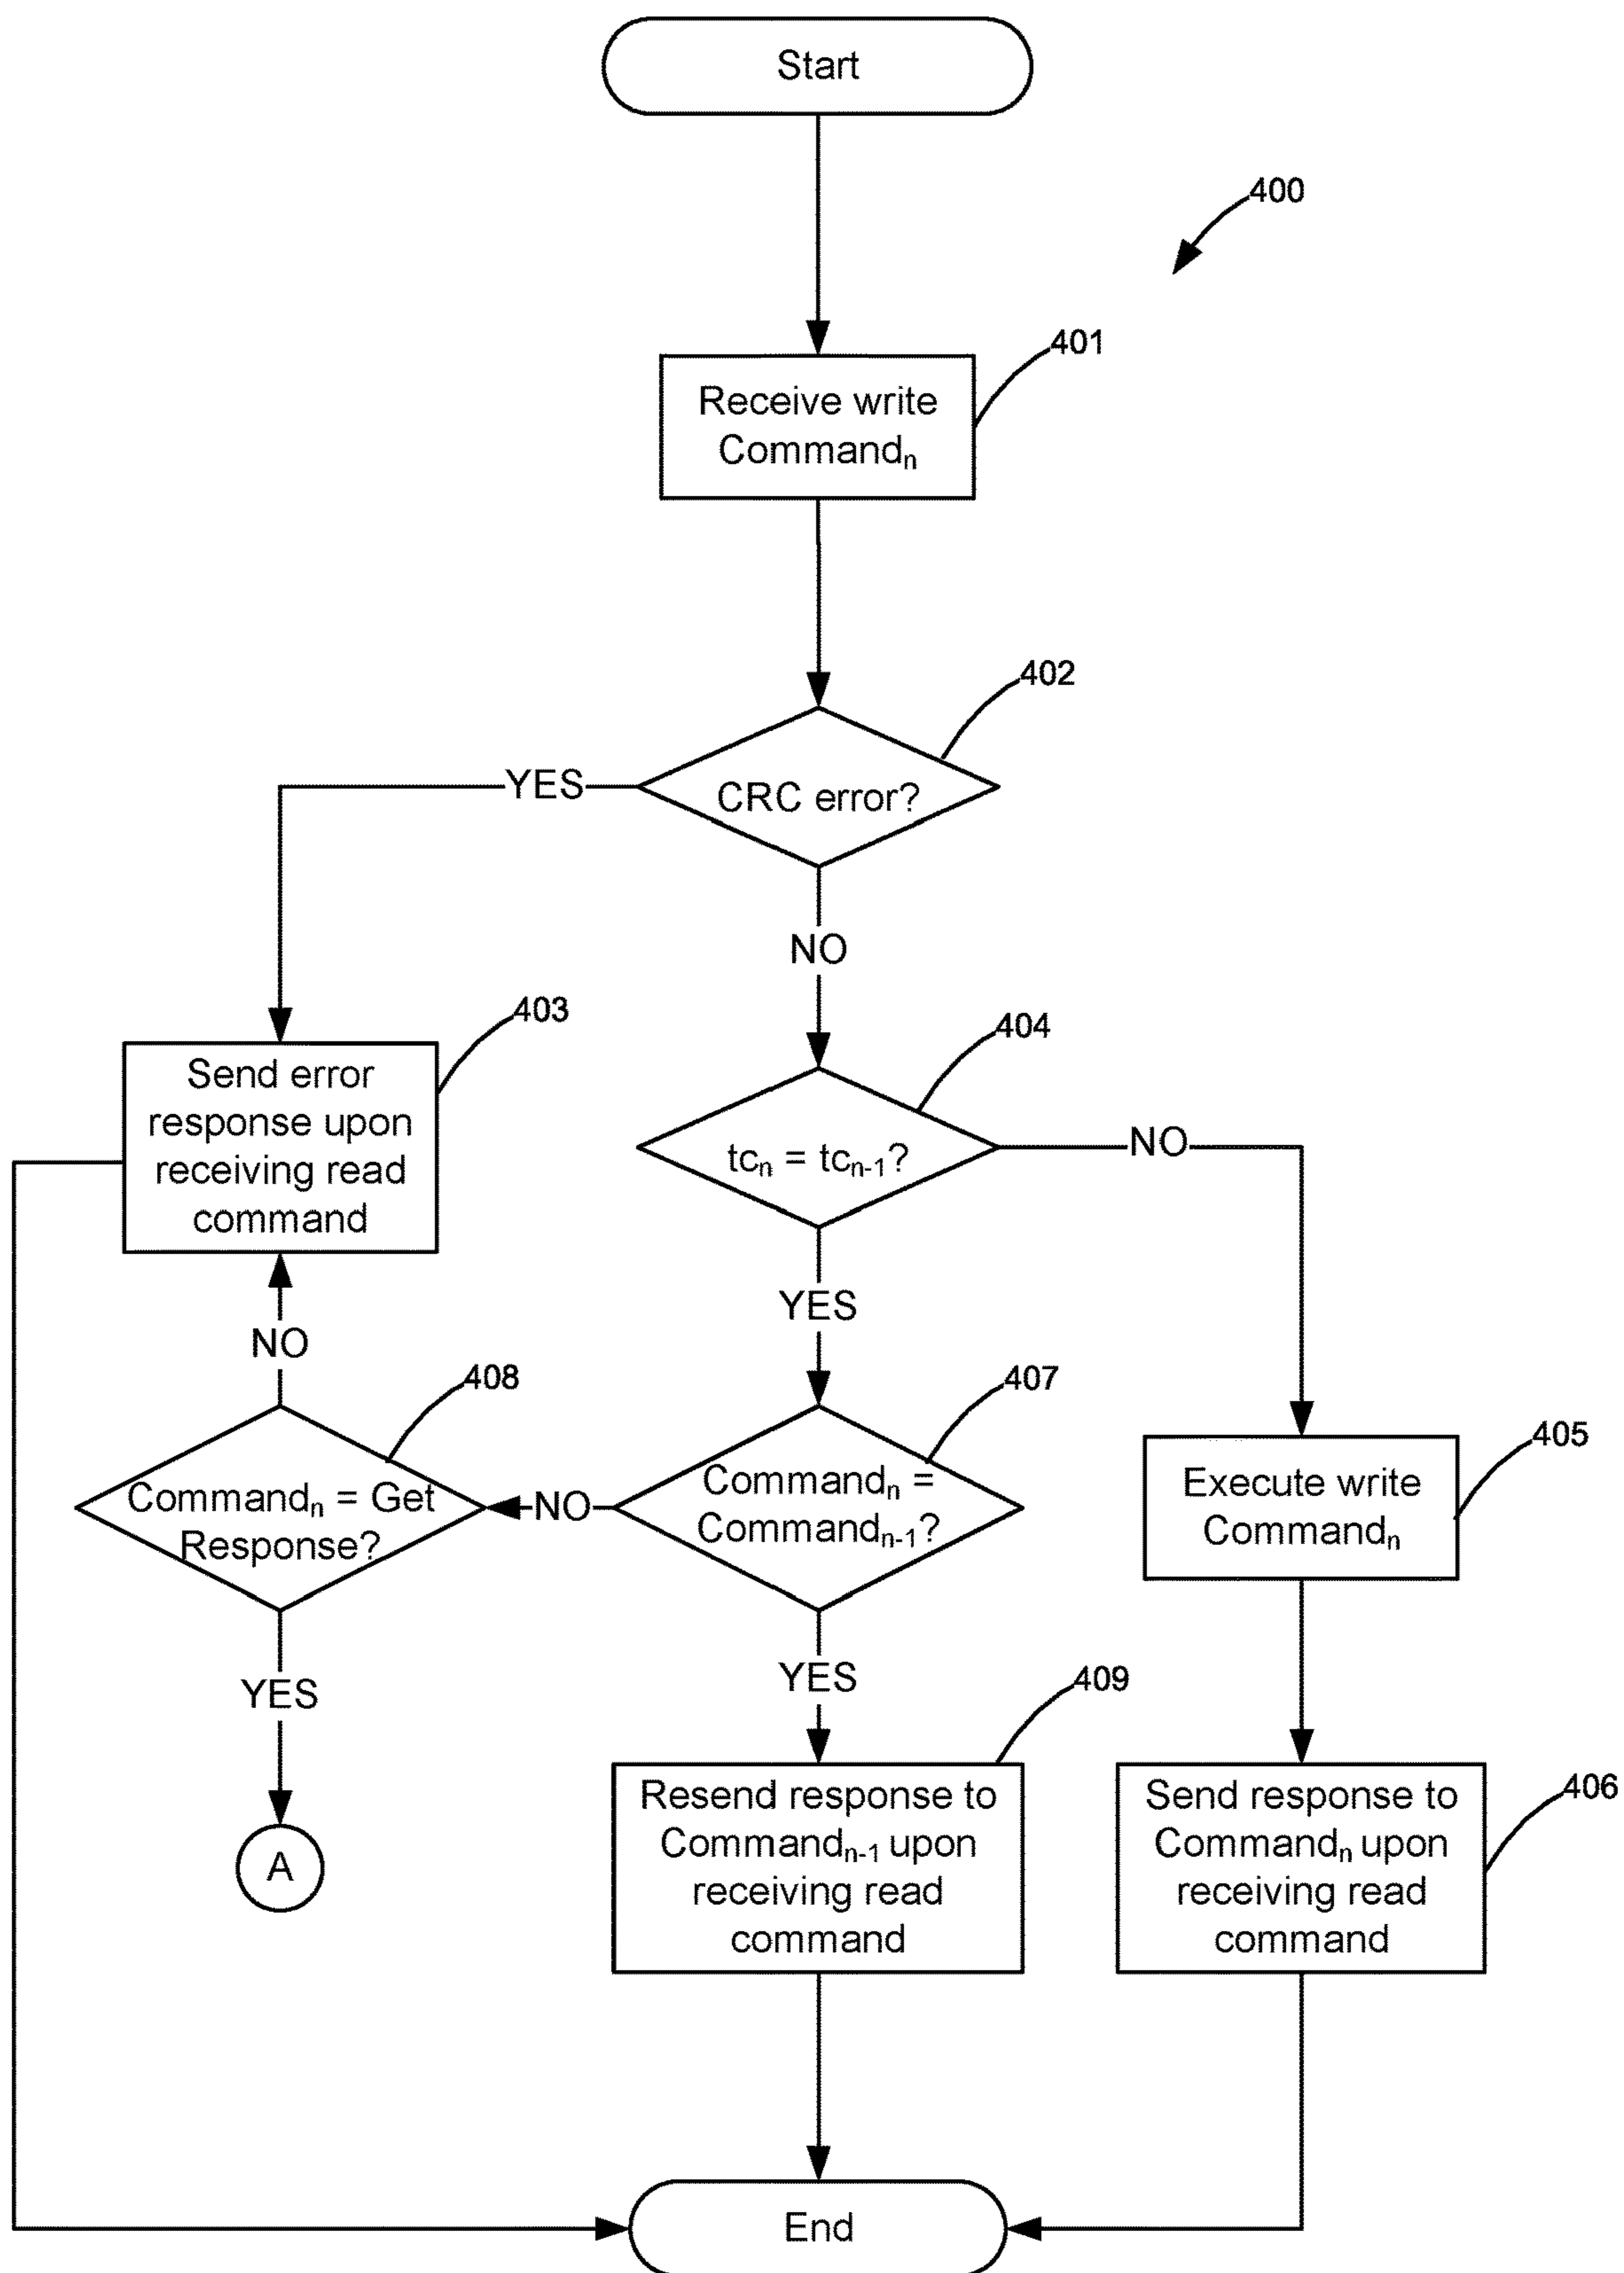 Start
400
401
Receive write
Commandₙ
402
YES
CRC error?
NO
403
404
Send error
response upon
receiving read
command
tcₙ = tcₙ₋₁?
NO
YES
NO
408
407
405
Commandₙ = Get
Response?
NO
Commandₙ =
Commandₙ₋₁?
Execute write
Commandₙ
YES
YES
409
A
Resend response to
Commandₙ₋₁ upon
receiving read
command
406
Send response to
Commandₙ upon
receiving read
command
End